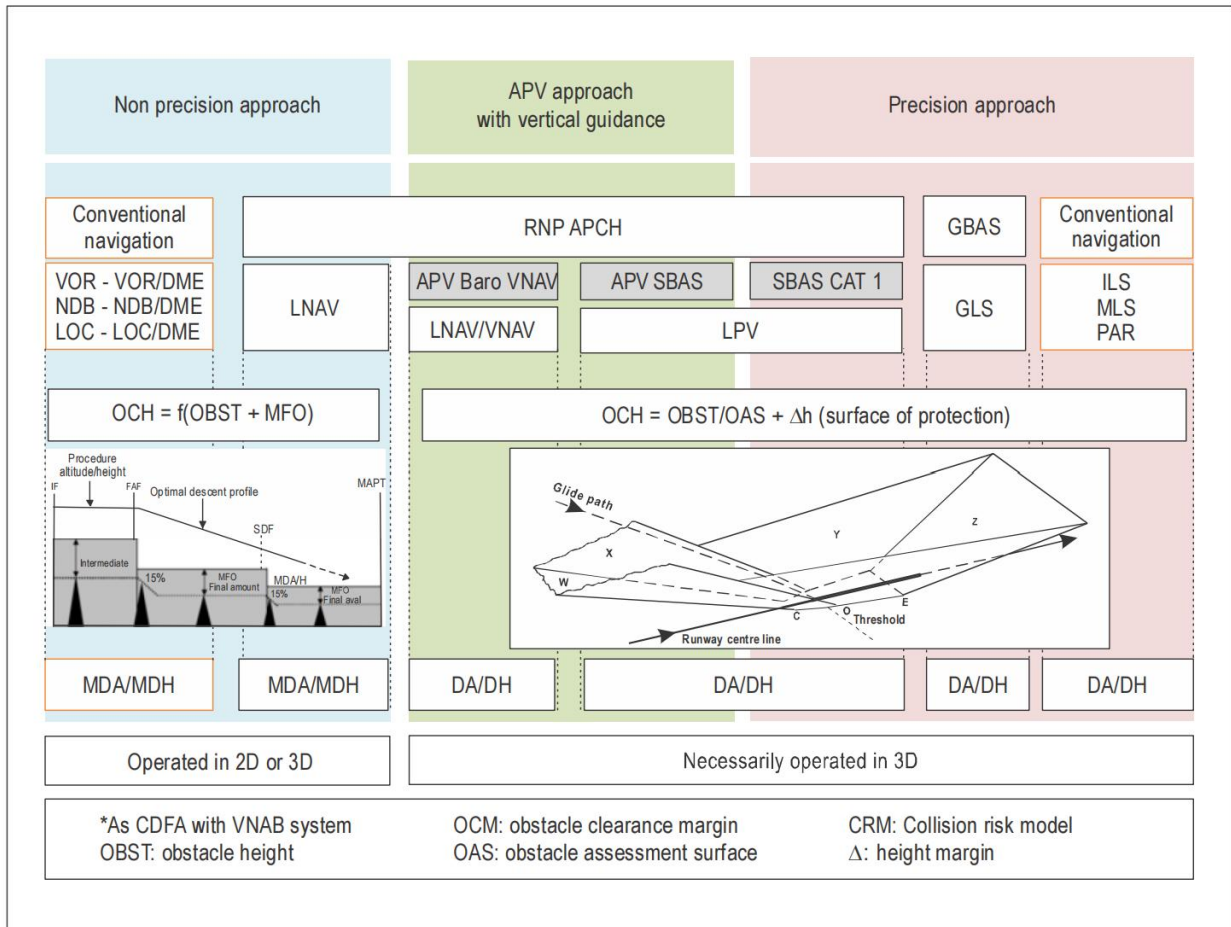 Non precision approach
APV approach
with vertical guidance
Precision approach
Conventional
navigation
RNP APCH
GBAS
Conventional
navigation
VOR - VOR/DME
NDB - NDB/DME
LOC - LOC/DME
LNAV
APV Baro VNAV
APV SBAS
SBAS CAT 1
LNAV/VNAV
LPV
GLS
ILS
MLS
PAR
OCH = f(OBST + MFO)
OCH = OBST/OAS + Δh (surface of protection)
Procedure
altitude/height
IF
FAF
Optimal descent profile
MAPT
SDF
Intermediate
15%
MFO
Final amount
MDA/H
15%
MFO
Final aval
Glide path
X
Y
Z
W
C
O
E
Threshold
Runway centre line
MDA/MDH
MDA/MDH
DA/DH
DA/DH
DA/DH
DA/DH
Operated in 2D or 3D
Necessarily operated in 3D
*As CDFA with VNAB system
OCM: obstacle clearance margin
CRM: Collision risk model
OBST: obstacle height
OAS: obstacle assessment surface
Δ: height margin